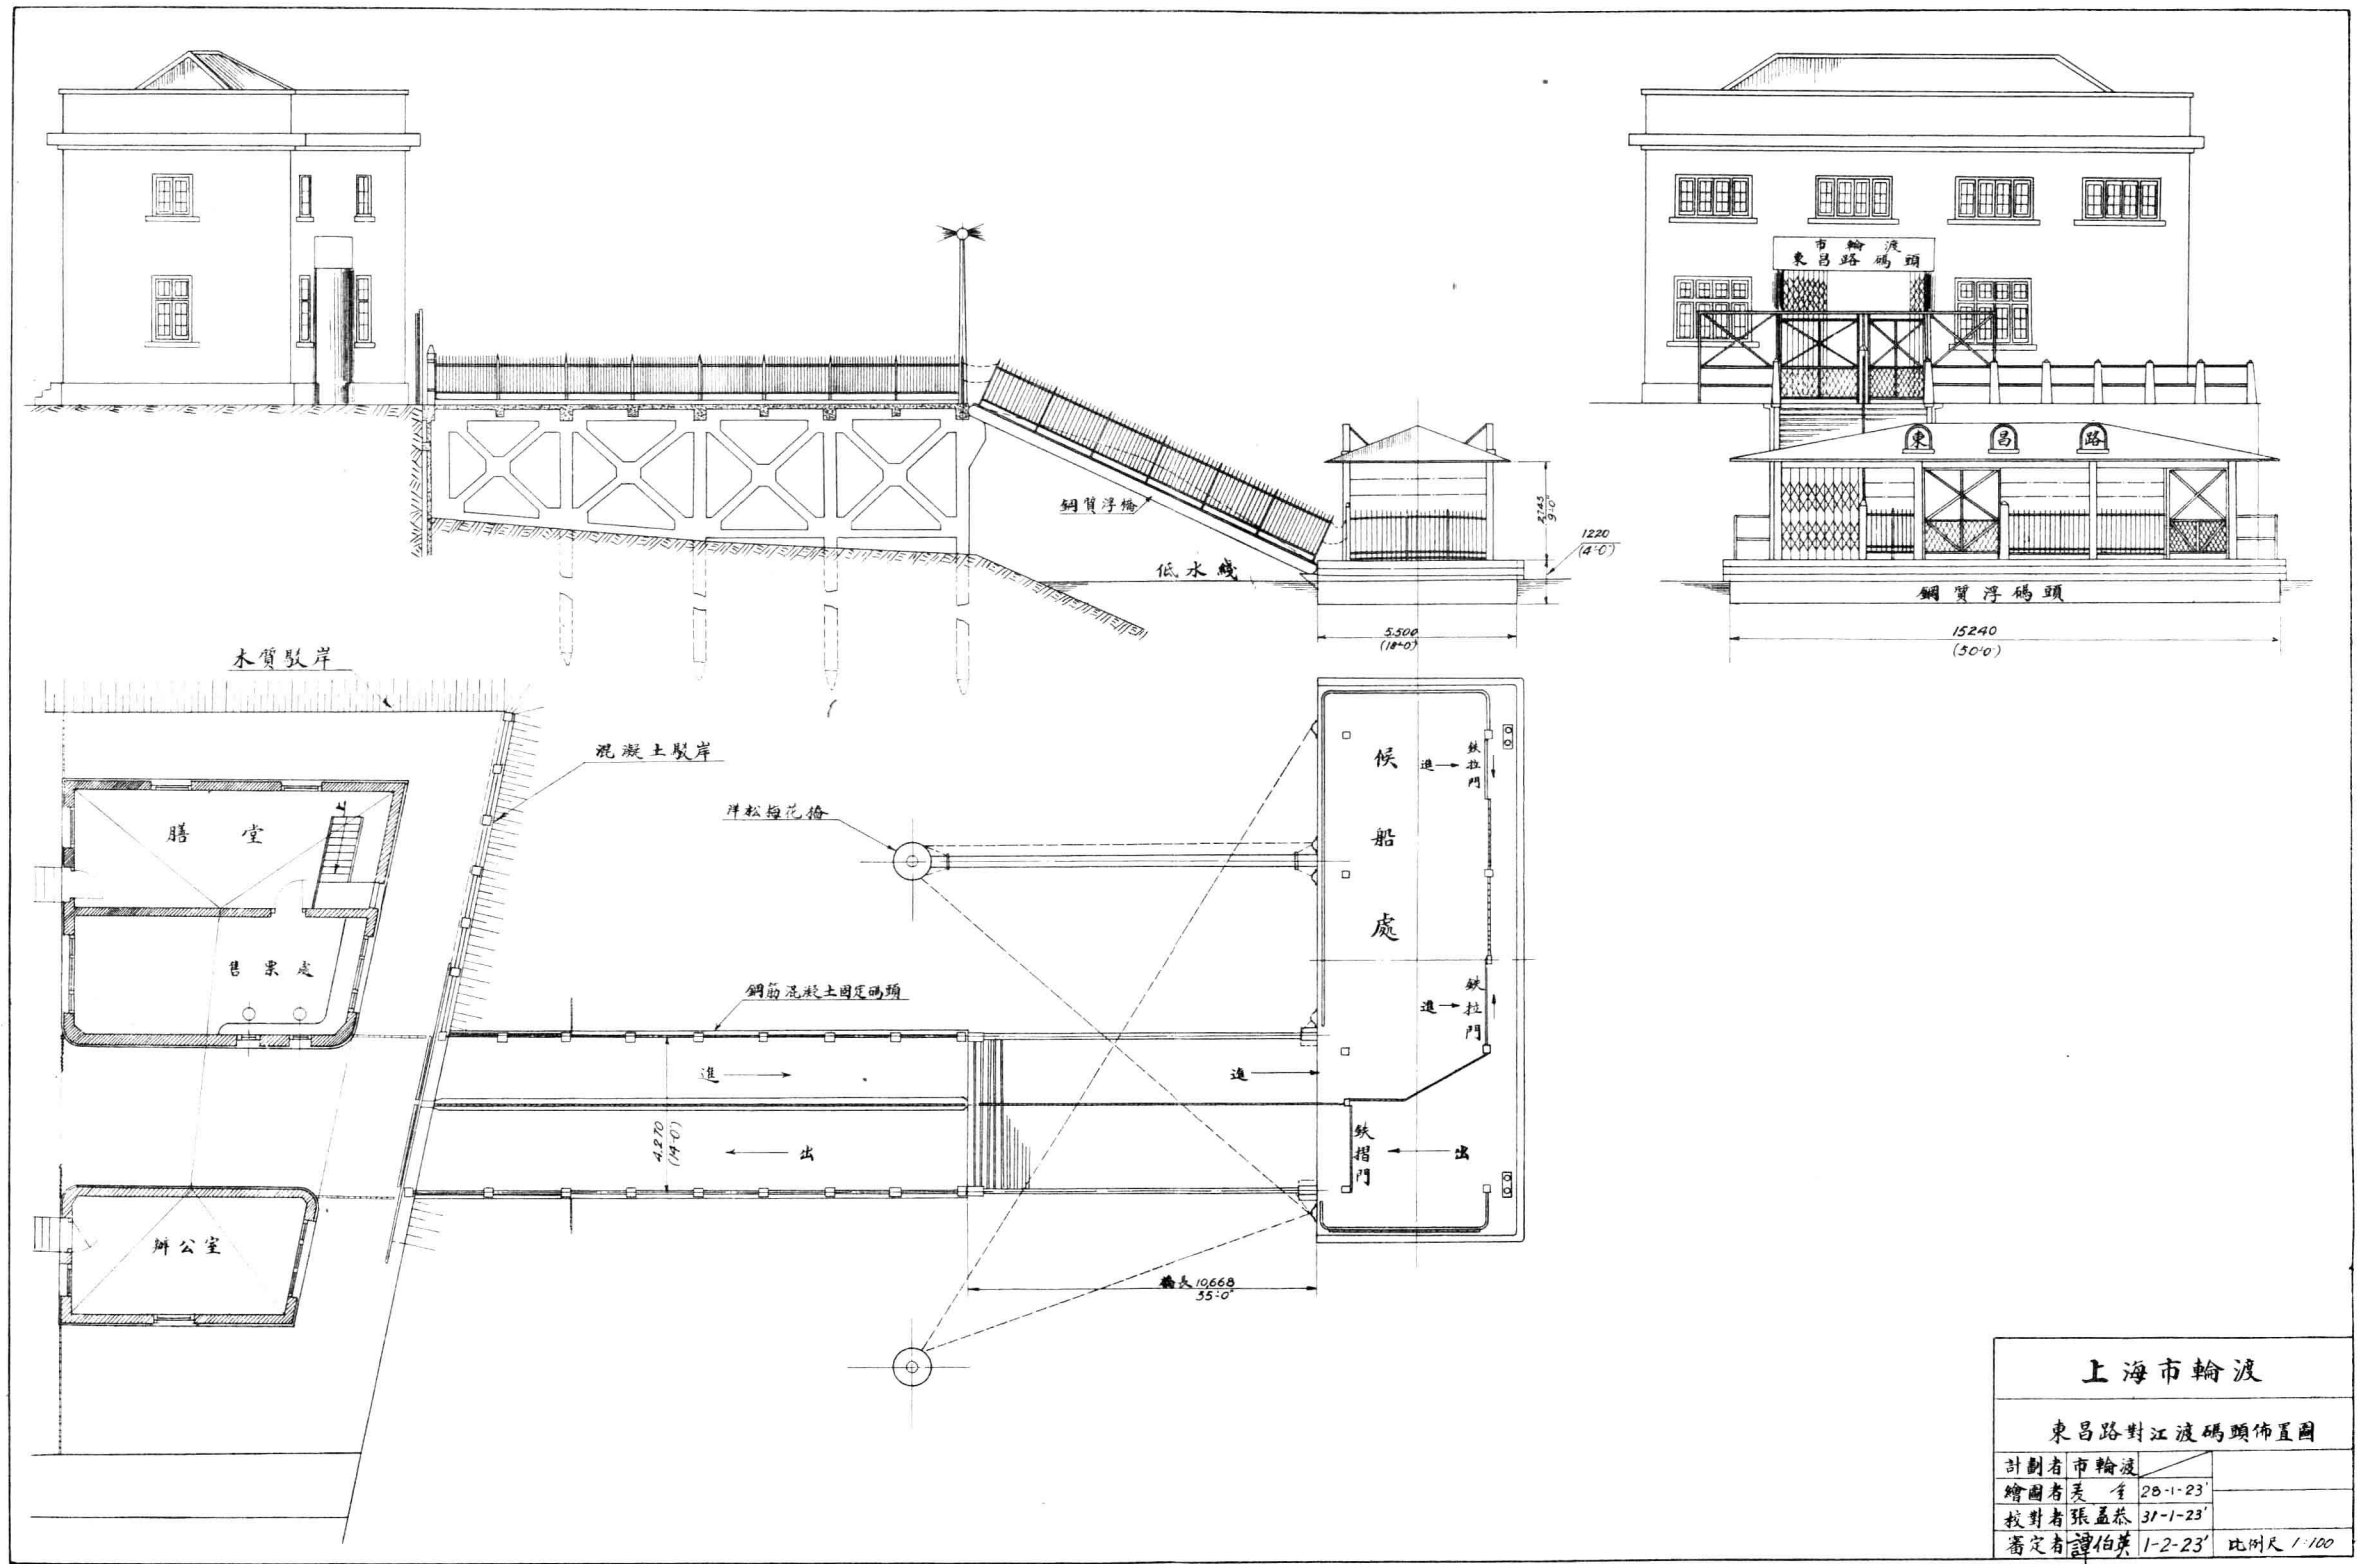 市輪渡
東昌路碼頭
東昌路
鋼質浮橋
低水綫
2743
9'-0"
1220
(4'-0")
5.500
(18'-0")
鋼質浮碼頭
15240
(50'-0")
木質駁岸
混凝土駁岸
洋松梅花樁
候船處
進
鉄拉門
膳堂
售票處
鋼筋混凝土固定碼頭
進
鉄拉門
進
進
4.270
(14'-0")
出
鉄摺門
出
辦公室
橋長10,668
35'-0"
上海市輪渡
東昌路對江渡碼頭佈置圖
計劃者 市輪渡
繪圖者 28-1-23'
校對者 張孟恭 31-1-23'
審定者 譚伯英 1-2-23' 比例尺 1:100